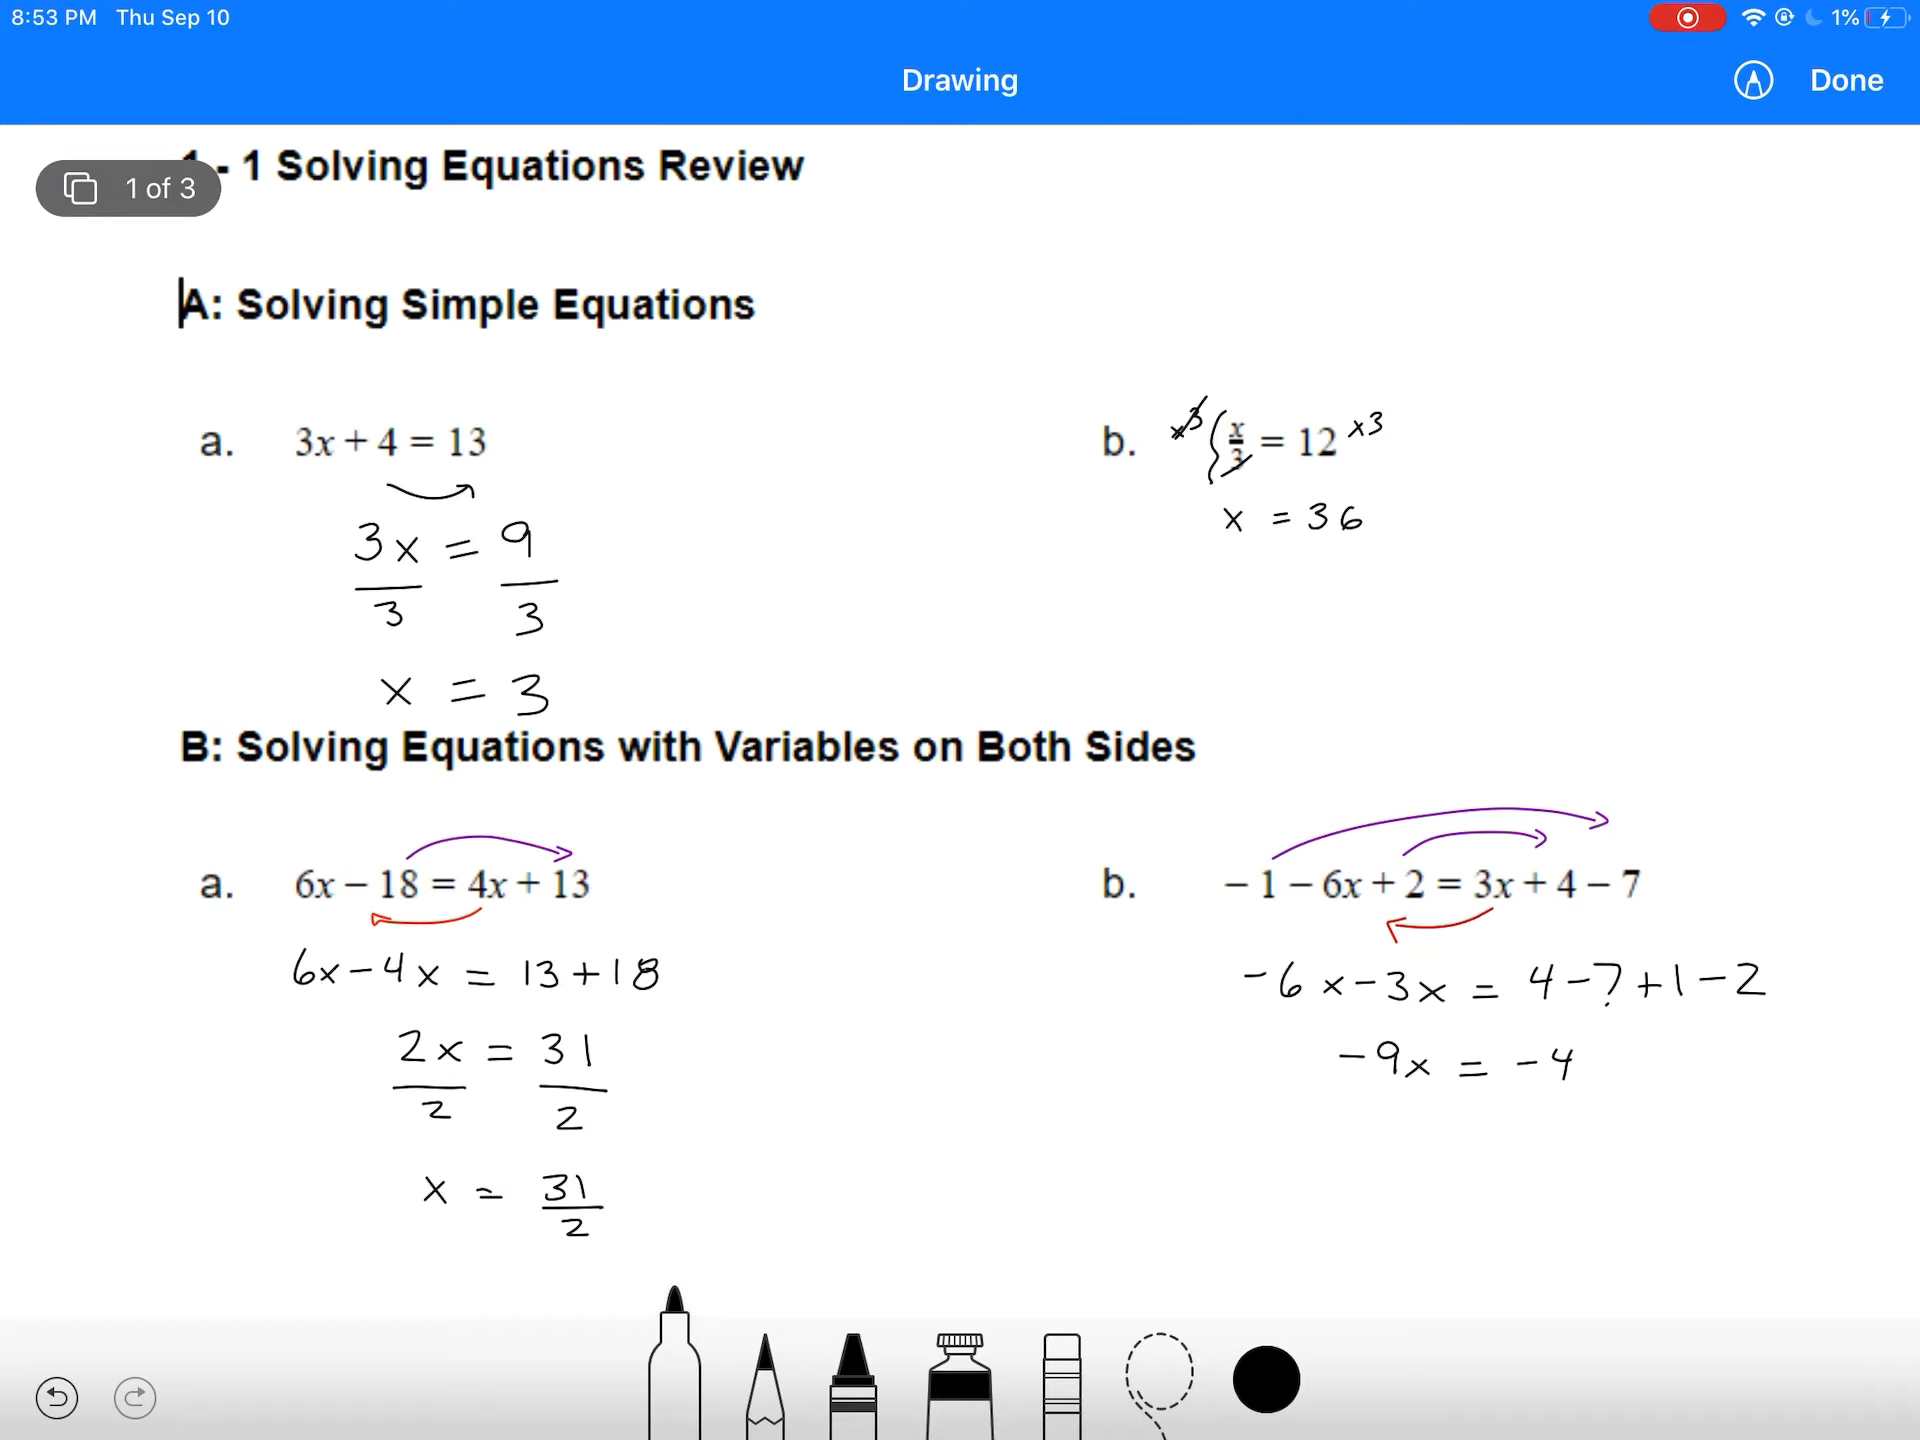 8:53 PM Thu Sep 10 1%
Drawing
Done
1 of 3
- 1 Solving Equations Review
A: Solving Simple Equations
a. 3x + 4 = 13
3x = 9
3 3
x = 3
b. x3 ( x/3 = 12 x3
x = 36
B: Solving Equations with Variables on Both Sides
a. 6x – 18 = 4x + 13
6x - 4x = 13 + 18
2x = 31
2 2
x = 31/2
b. – 1 – 6x + 2 = 3x + 4 – 7
-6x - 3x = 4 - 7 + 1 - 2
-9x = -4